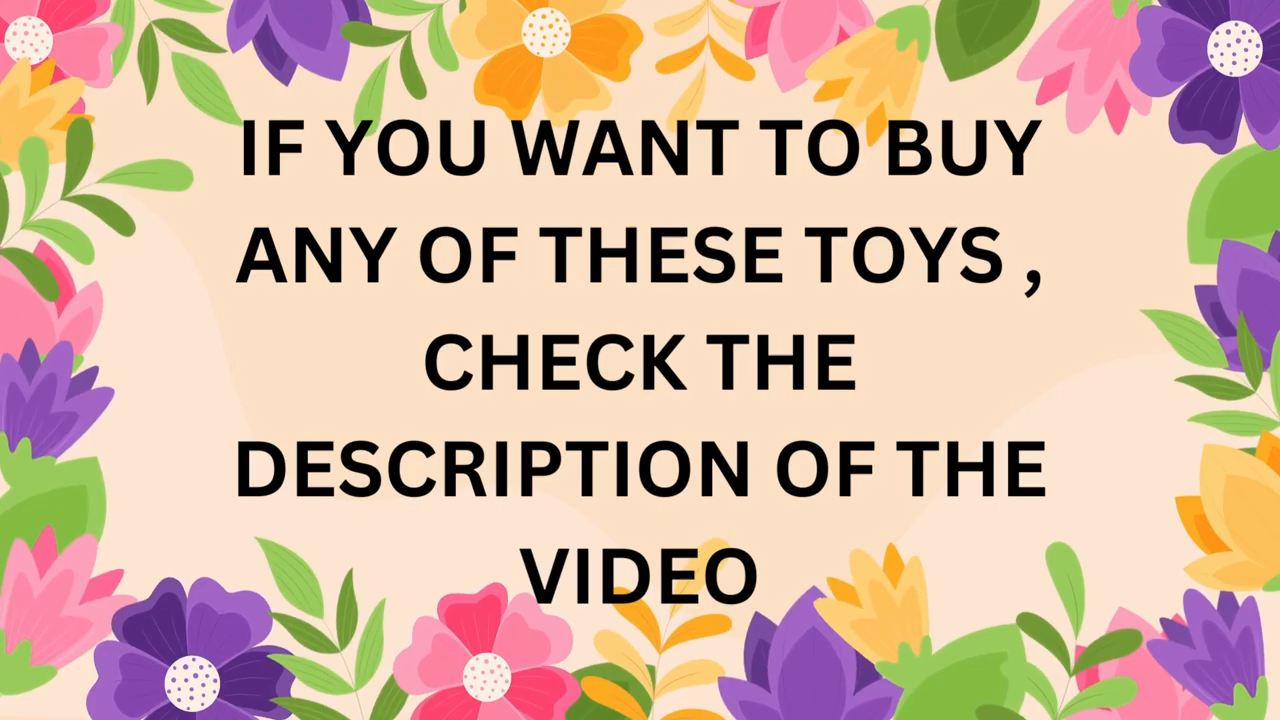 IF YOU WANT TO BUY
ANY OF THESE TOYS ,
CHECK THE
DESCRIPTION OF THE
VIDEO